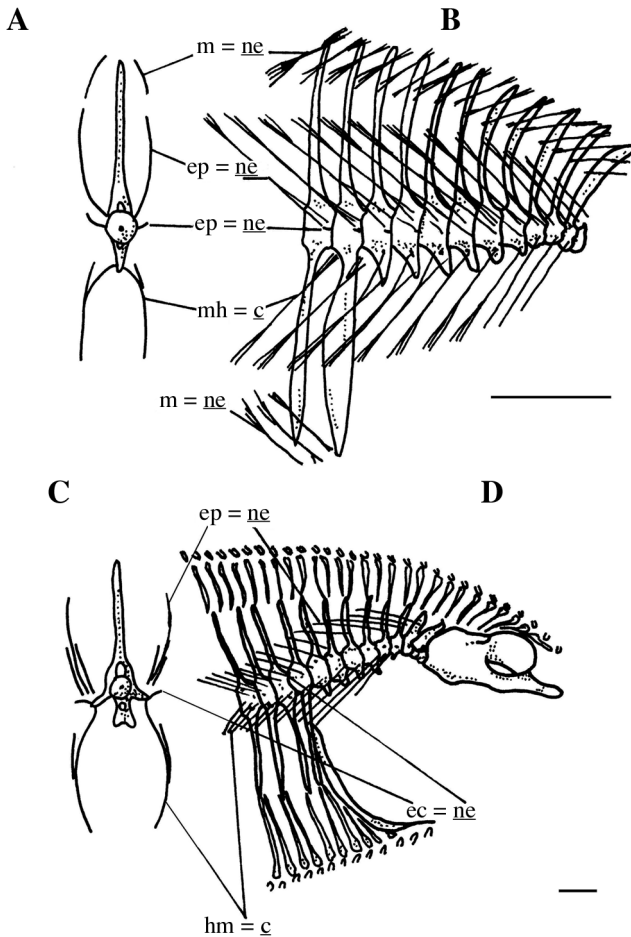 A
B
m = ne
ep = ne
ep = ne
mh = c
m = ne
C
D
ep = ne
ec = ne
hm = c